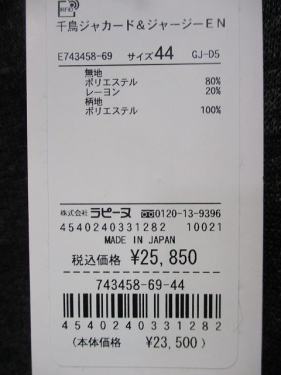 千鳥ジャカード＆ジャージーＥＮ
E743458-69 サイズ 44 GJ-D5
無地
ポリエステル 80%
レーヨン 20%
柄地
ポリエステル 100%
株式会社 ラピーヌ 0120-13-9396
4540240331282 10021
MADE IN JAPAN
税込価格 ¥25,850
743458-69-44
4540240331282
(本体価格 ¥23,500)